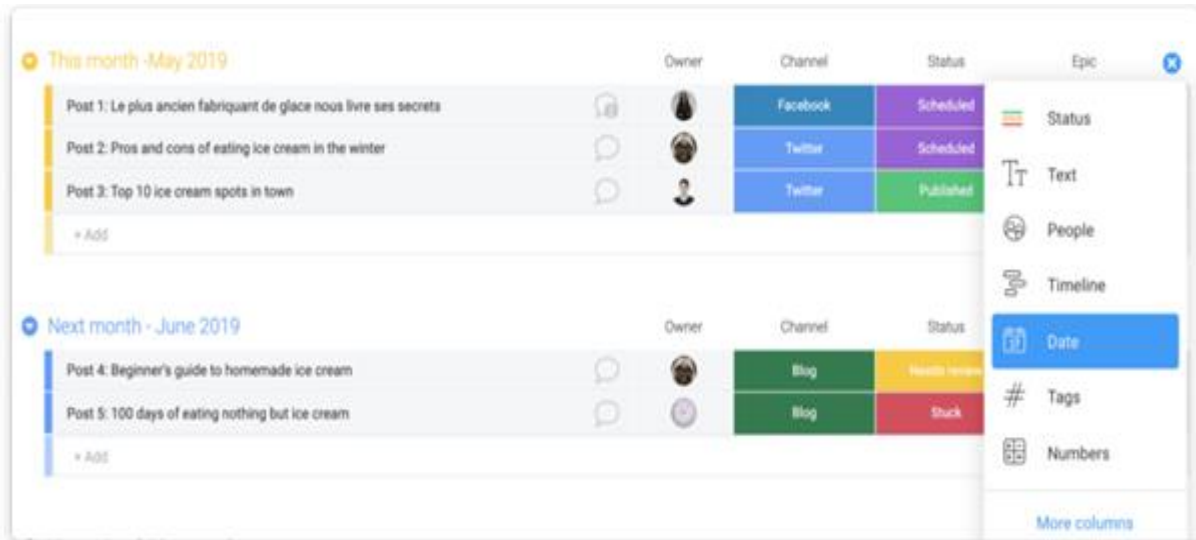 This month -May 2019 Owner Channel Status Epic
Post 1: Le plus ancien fabriquant de glace nous livre ses secrets Facebook Scheduled
Post 2: Pros and cons of eating ice cream in the winter Twitter Scheduled
Post 3: Top 10 ice cream spots in town Twitter Published
+ Add
Next month - June 2019 Owner Channel Status
Post 4: Beginner's guide to homemade ice cream Blog Needs review
Post 5: 100 days of eating nothing but ice cream Blog Stuck
+ Add
Status
Text
People
Timeline
Date
Tags
Numbers
More columns